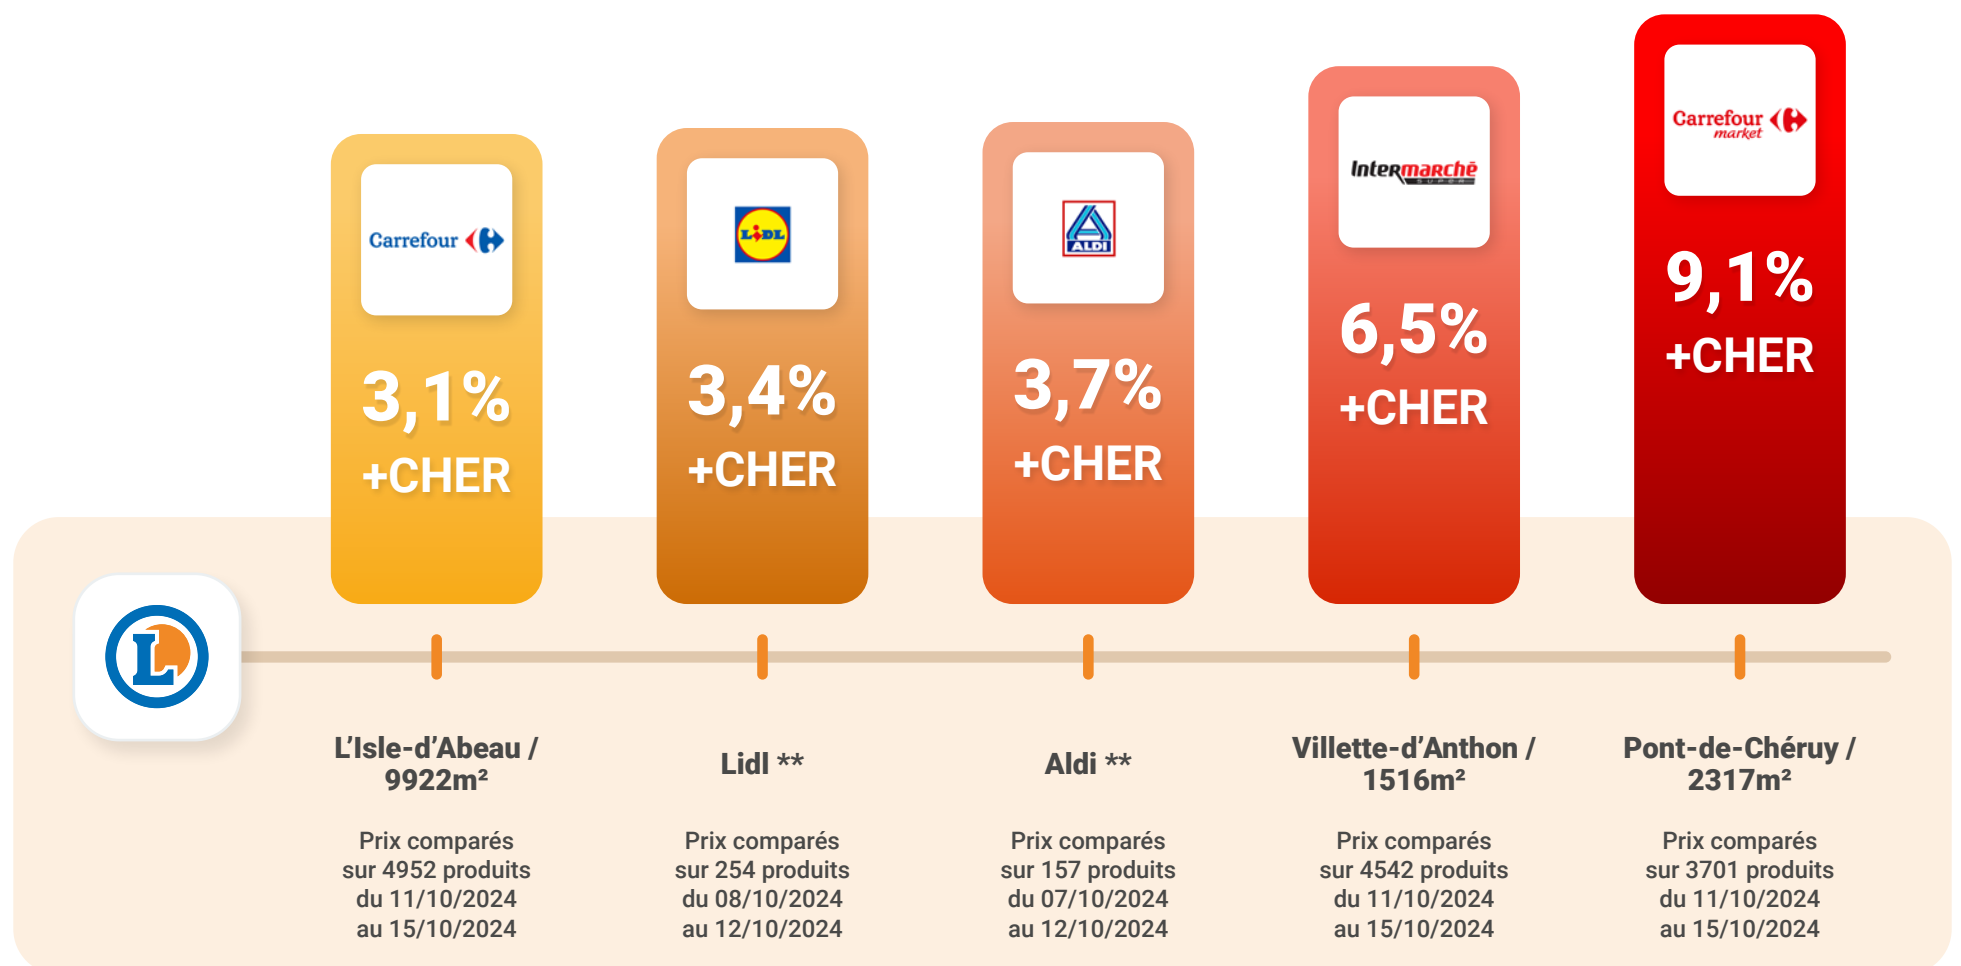 Carrefour
3,1%
+CHER
LIDL
3,4%
+CHER
ALDI
3,7%
+CHER
Intermarchē
SUPER
6,5%
+CHER
Carrefour
market
9,1%
+CHER
L
L’Isle-d’Abeau /
9922m²
Prix comparés
sur 4952 produits
du 11/10/2024
au 15/10/2024
Lidl **
Prix comparés
sur 254 produits
du 08/10/2024
au 12/10/2024
Aldi **
Prix comparés
sur 157 produits
du 07/10/2024
au 12/10/2024
Villette-d’Anthon /
1516m²
Prix comparés
sur 4542 produits
du 11/10/2024
au 15/10/2024
Pont-de-Chéruy /
2317m²
Prix comparés
sur 3701 produits
du 11/10/2024
au 15/10/2024